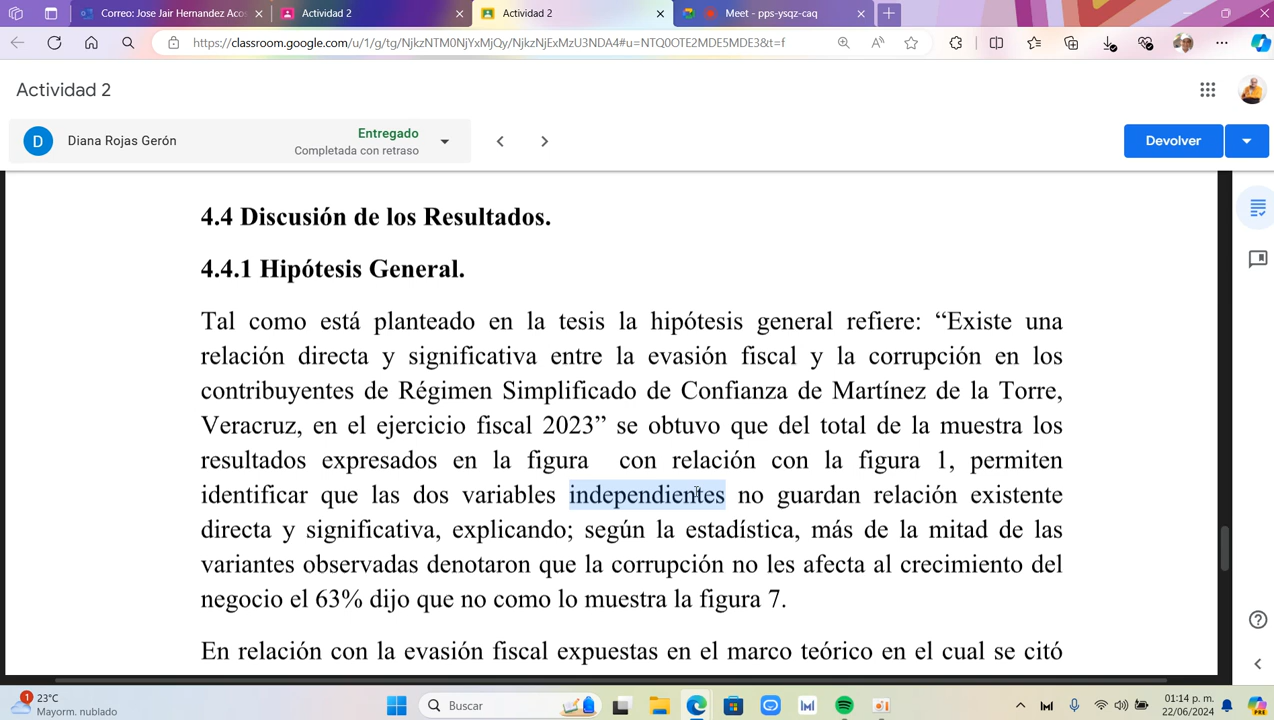 Correo: Jose Jair Hernandez Acos
Actividad 2
Actividad 2
Meet - pps-ysqz-caq
https://classroom.google.com/u/1/g/tg/NjkzNTM0NjYxMjQy/NjkzNjExMzU3NDA4#u=NTQ0OTE2MDE5MDE3&t=f
Actividad 2
D
Diana Rojas Gerón
Entregado
Completada con retraso
Devolver
4.4 Discusión de los Resultados.
4.4.1 Hipótesis General.
Tal como está planteado en la tesis la hipótesis general refiere: “Existe una
relación directa y significativa entre la evasión fiscal y la corrupción en los
contribuyentes de Régimen Simplificado de Confianza de Martínez de la Torre,
Veracruz, en el ejercicio fiscal 2023” se obtuvo que del total de la muestra los
resultados expresados en la figura con relación con la figura 1, permiten
identificar que las dos variables independientes no guardan relación existente
directa y significativa, explicando; según la estadística, más de la mitad de las
variantes observadas denotaron que la corrupción no les afecta al crecimiento del
negocio el 63% dijo que no como lo muestra la figura 7.
En relación con la evasión fiscal expuestas en el marco teórico en el cual se citó
1
23°C
Mayorm. nublado
Buscar
01:14 p. m.
22/06/2024